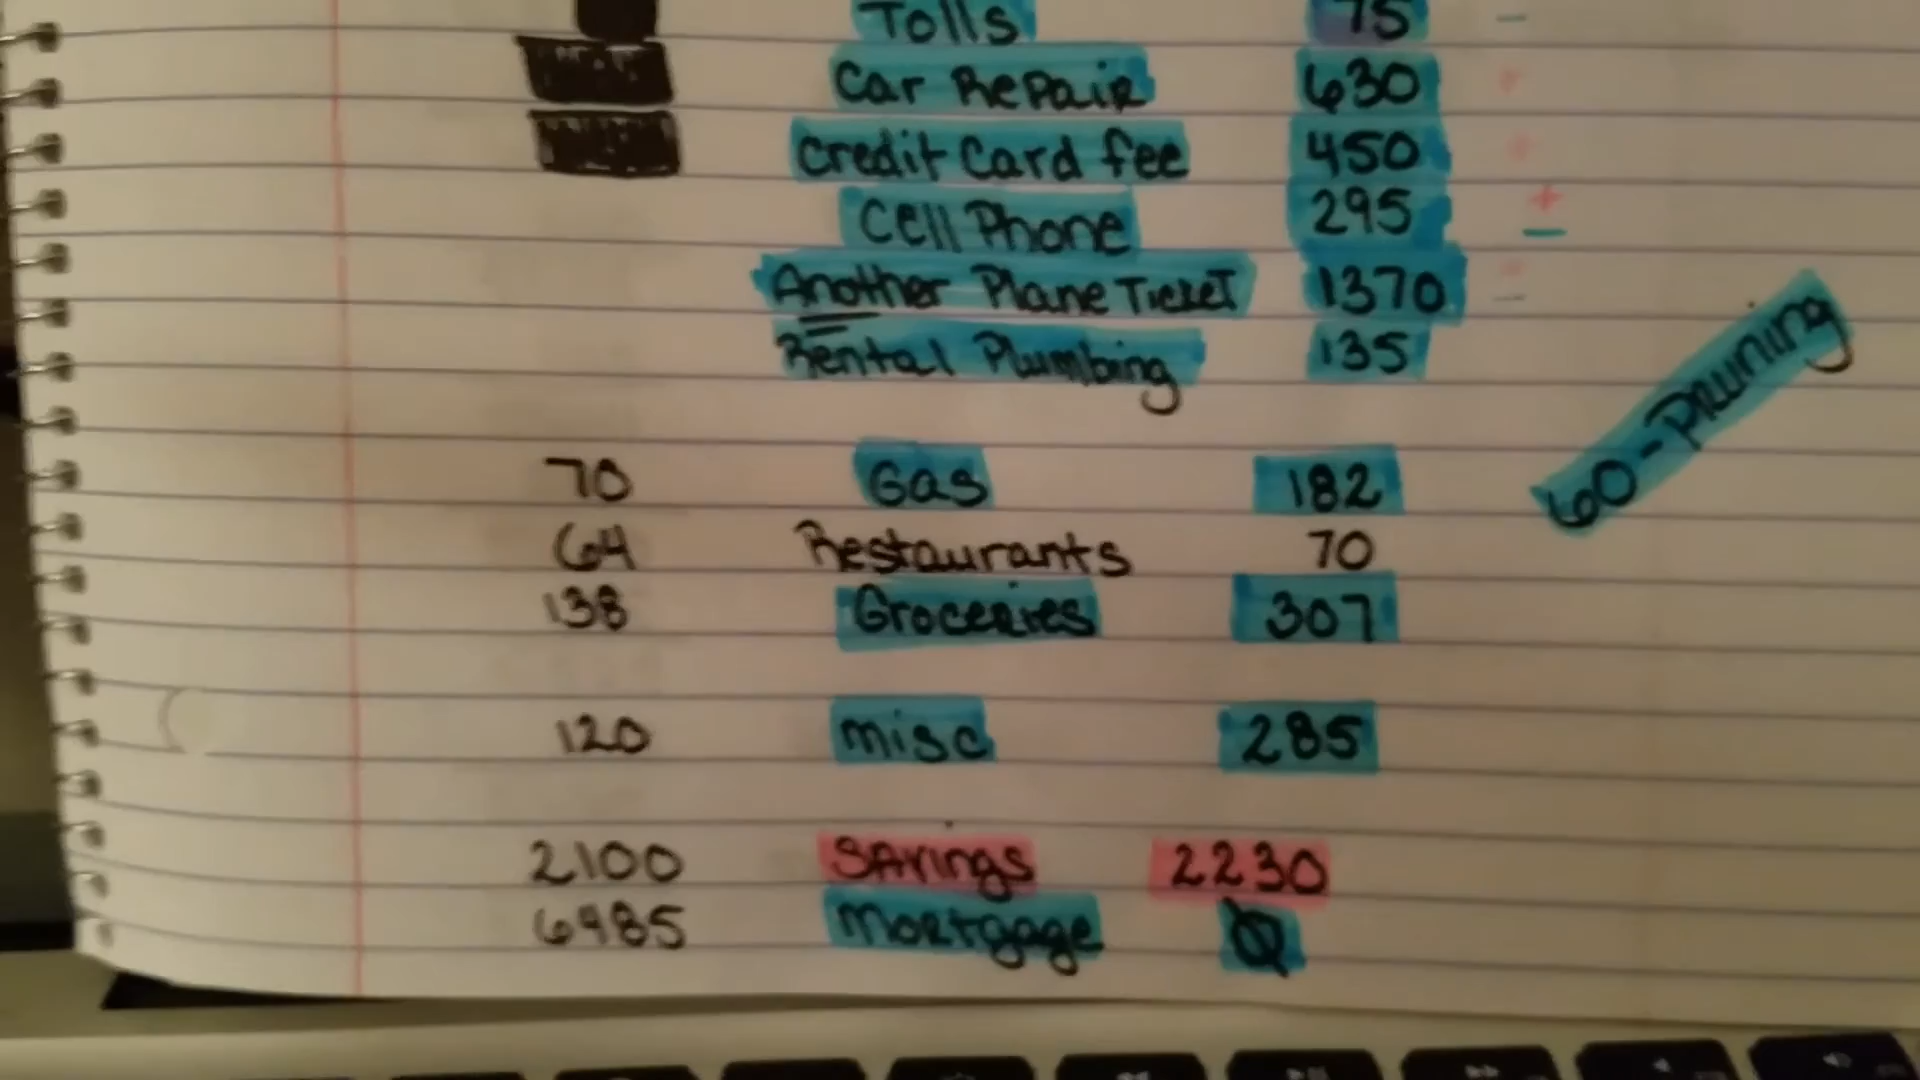 Tolls 75
Car Repair 630
Credit Card fee 450
Cell Phone 295
Another Plane Ticket 1370
Rental Plumbing 135
60-Pruning
70 Gas 182
64 Restaurants 70
138 Groceries 307
120 misc 285
2100 Savings 2230
6985 Mortgage Ø